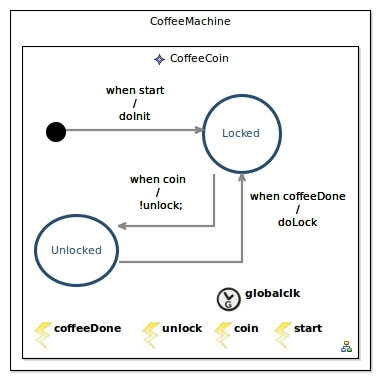 CoffeeMachine
CoffeeCoin
when start
/
doInit
Locked
when coin
/
!unlock;
when coffeeDone
/
doLock
Unlocked
G
globalclk
coffeeDone
unlock
coin
start